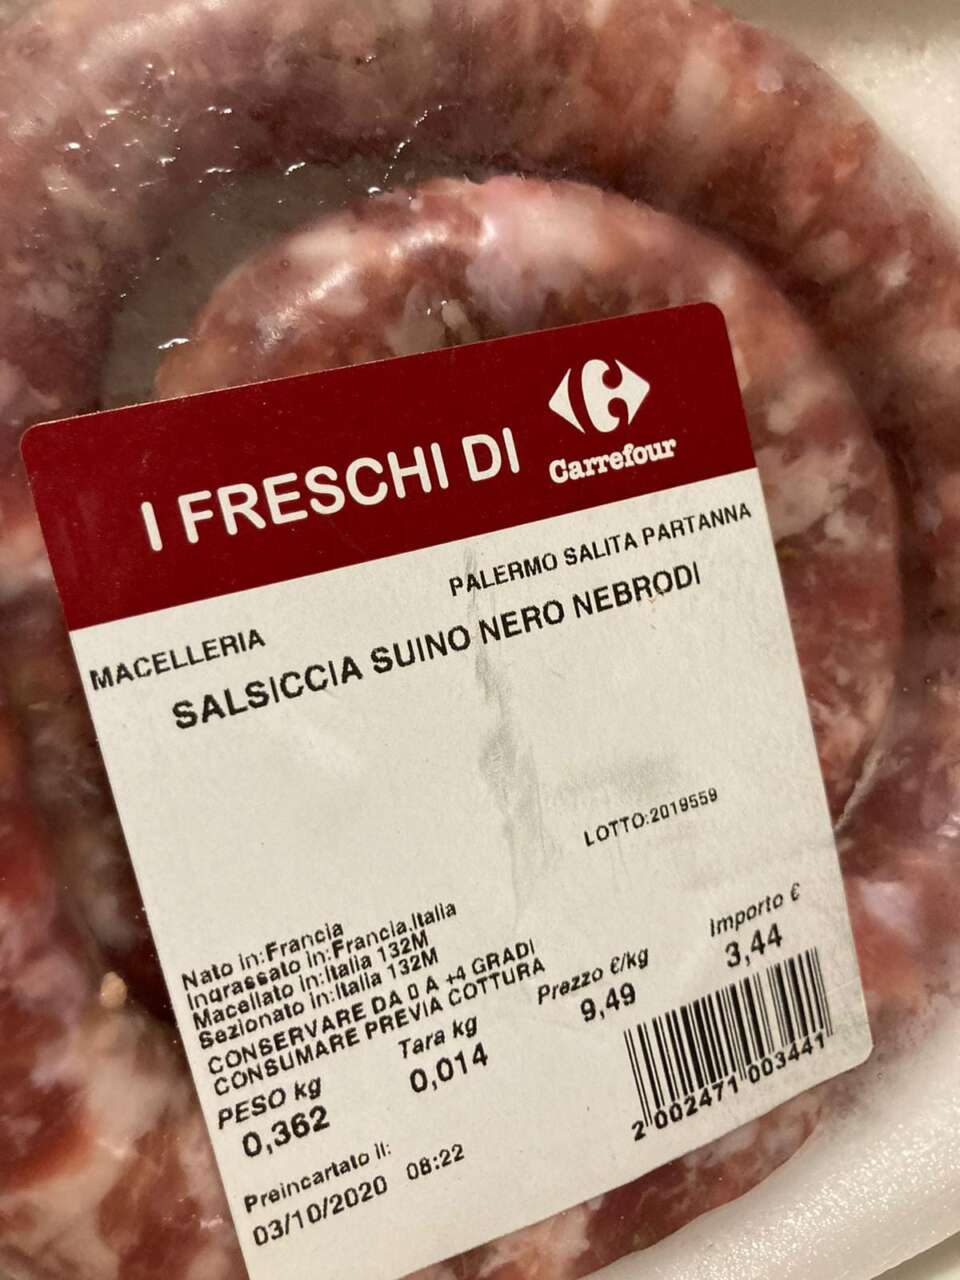 I FRESCHI DI Carrefour
PALERMO SALITA PARTANNA
MACELLERIA
SALSICCIA SUINO NERO NEBRODI
LOTTO:2019559
Nato in:Francia
Ingrassato in:Francia,Italia
Macellato in:Italia 132M
Sezionato in:Italia 132M
CONSERVARE DA 0 A +4 GRADI
CONSUMARE PREVIA COTTURA
PESO kg Tara kg Prezzo €/kg Importo €
0,362 0,014 9,49 3,44
Preincartato il:
03/10/2020 08:22
2 002471 003441